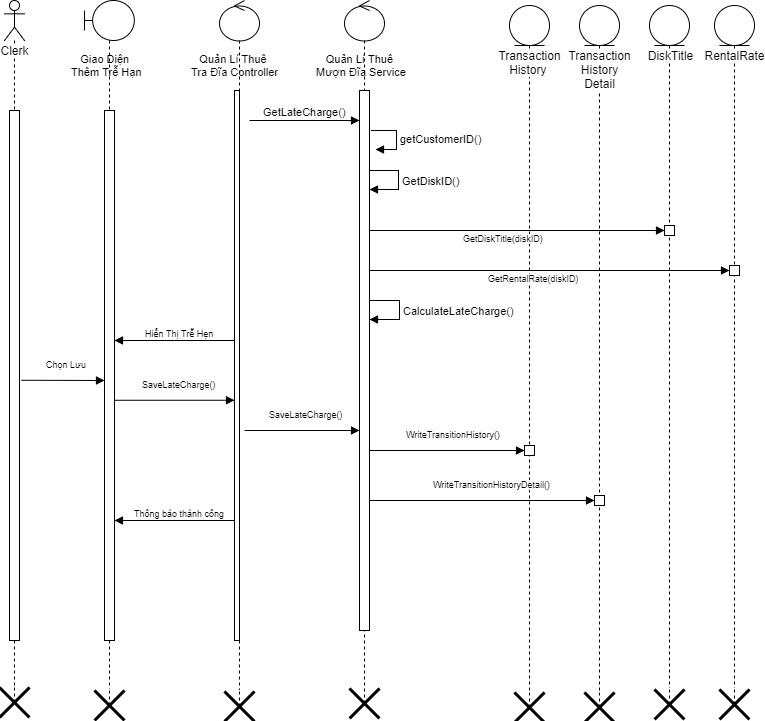 Clerk
Giao Diện
Thêm Trễ Hạn
Quản Lí Thuê
Tra Đĩa Controller
Quản Lí Thuê
Mượn Đĩa Service
Transaction
History
Transaction
History
Detail
DiskTitle
RentalRate
GetLateCharge()
getCustomerID()
GetDiskID()
GetDiskTitle(diskID)
GetRentalRate(diskID)
CalculateLateCharge()
Hiển Thị Trễ Hẹn
Chọn Lưu
SaveLateCharge()
SaveLateCharge()
WriteTransitionHistory()
WriteTransitionHistoryDetail()
Thông báo thành công